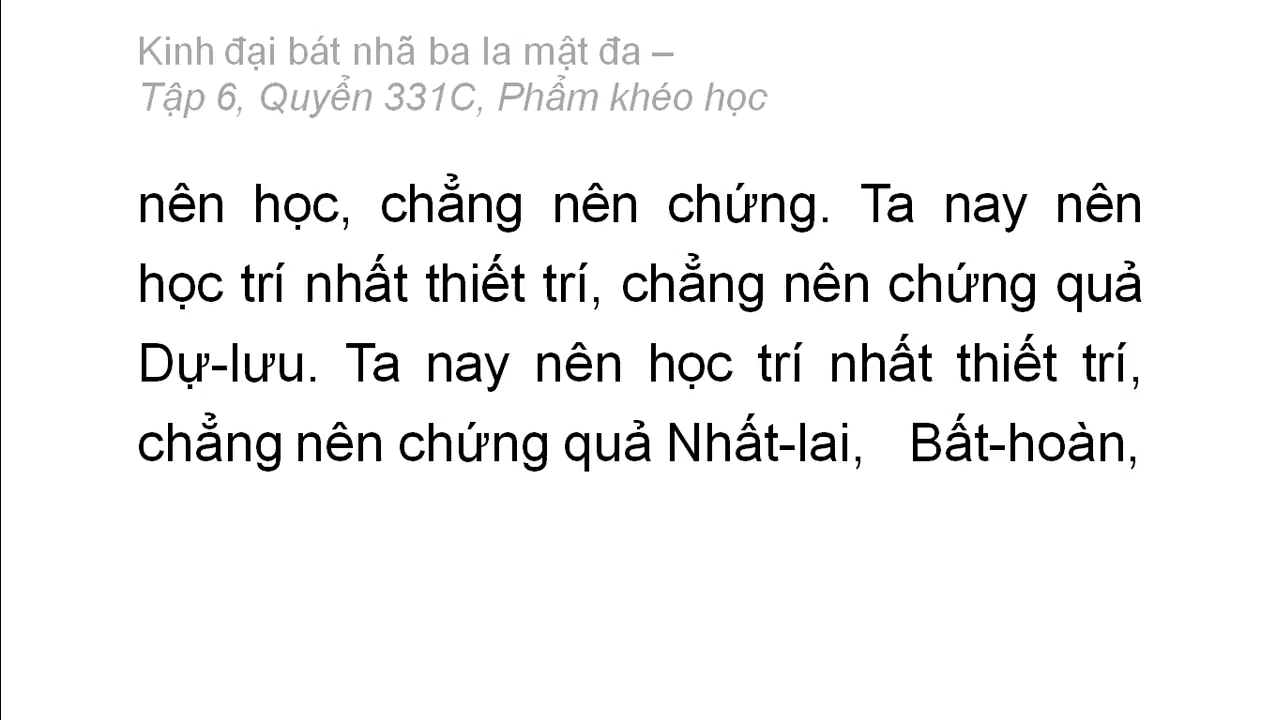 Kinh đại bát nhã ba la mật đa –
Tập 6, Quyển 331C, Phẩm khéo học
nên học, chẳng nên chứng. Ta nay nên
học trí nhất thiết trí, chẳng nên chứng quả
Dự-lưu. Ta nay nên học trí nhất thiết trí,
chẳng nên chứng quả Nhất-lai, Bất-hoàn,